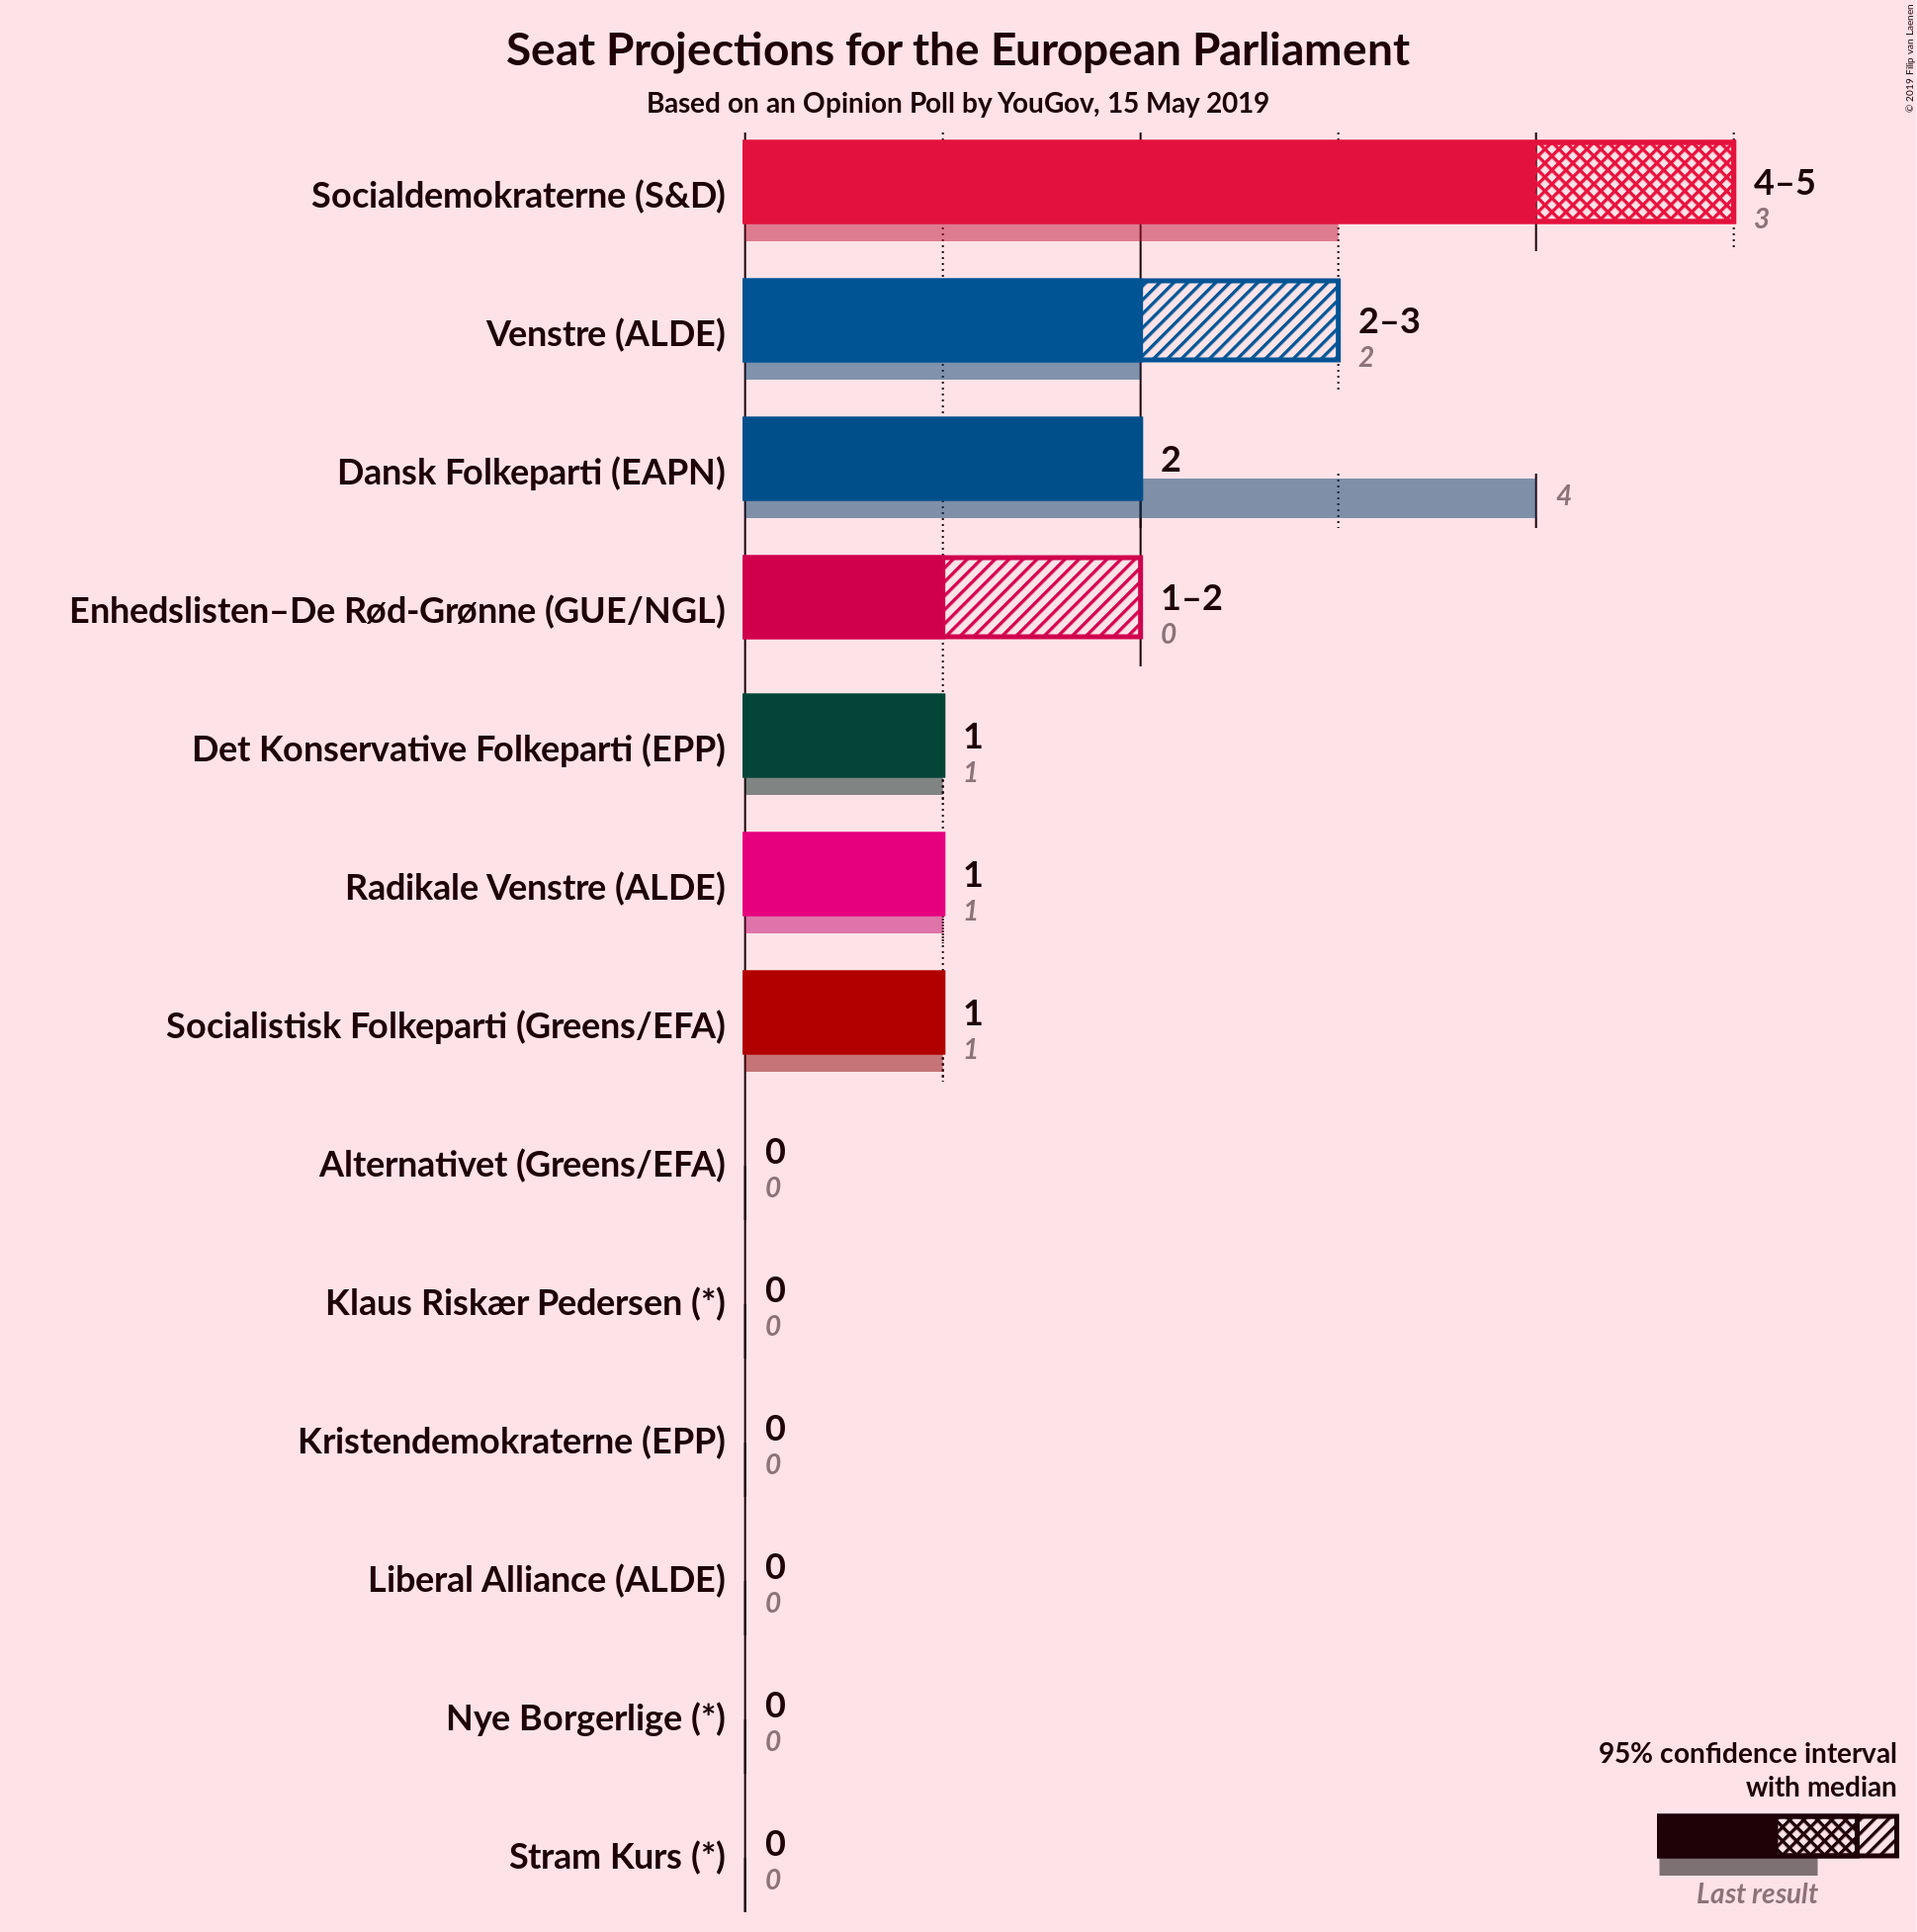 Seat Projections for the European Parliament
Based on an Opinion Poll by YouGov, 15 May 2019
© 2019 Filip van Laenen
Socialdemokraterne (S&D)
4–5
3
Venstre (ALDE)
2–3
2
Dansk Folkeparti (EAPN)
2
4
Enhedslisten–De Rød-Grønne (GUE/NGL)
1–2
0
Det Konservative Folkeparti (EPP)
1
1
Radikale Venstre (ALDE)
1
1
Socialistisk Folkeparti (Greens/EFA)
1
1
Alternativet (Greens/EFA)
0
0
Klaus Riskær Pedersen (*)
0
0
Kristendemokraterne (EPP)
0
0
Liberal Alliance (ALDE)
0
0
Nye Borgerlige (*)
0
0
Stram Kurs (*)
0
0
95% confidence interval
with median
Last result